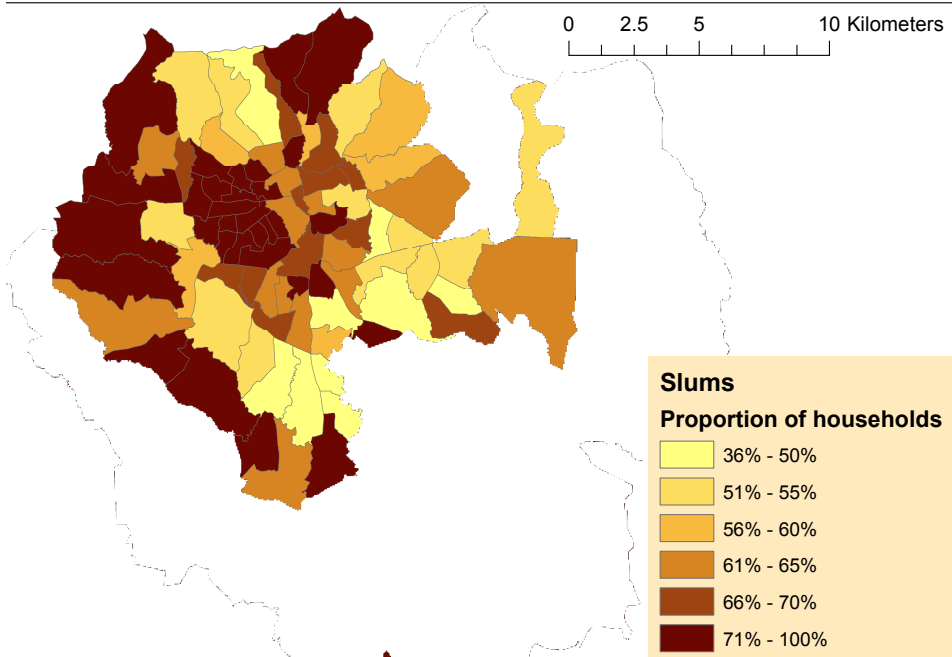 0 2.5 5 10 Kilometers
Slums
Proportion of households
36% - 50%
51% - 55%
56% - 60%
61% - 65%
66% - 70%
71% - 100%